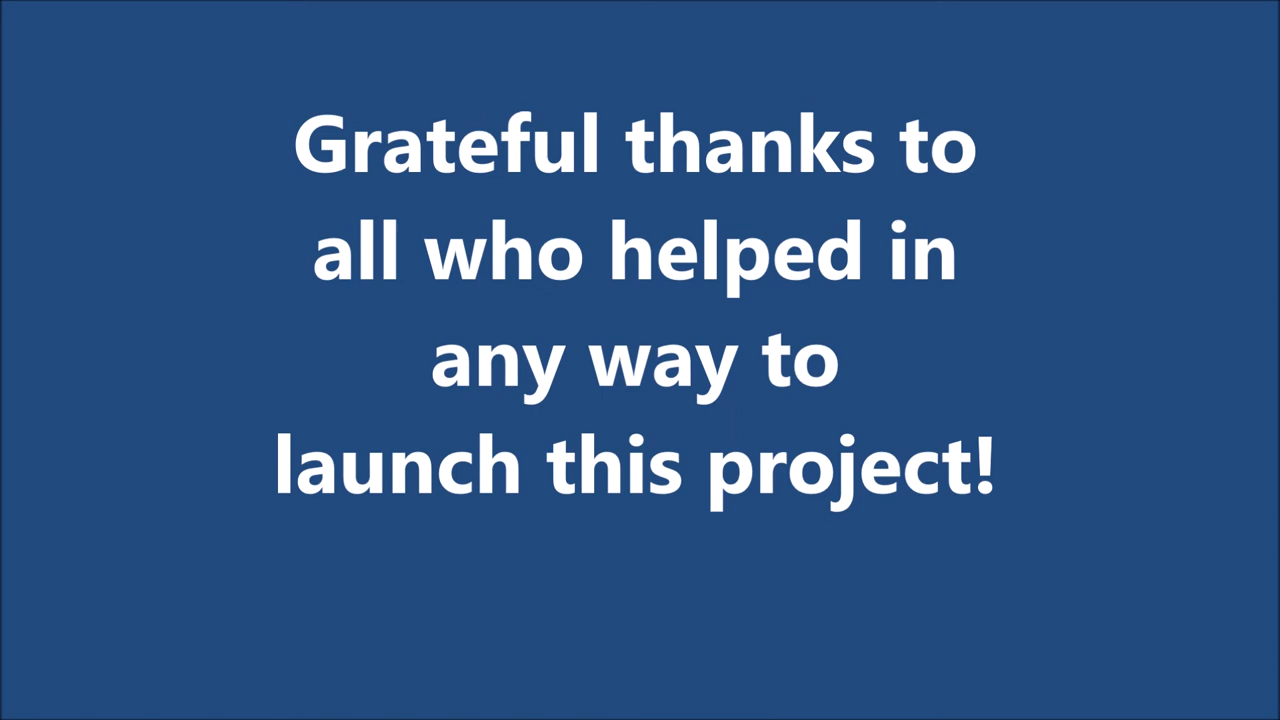 Grateful thanks to
all who helped in
any way to
launch this project!